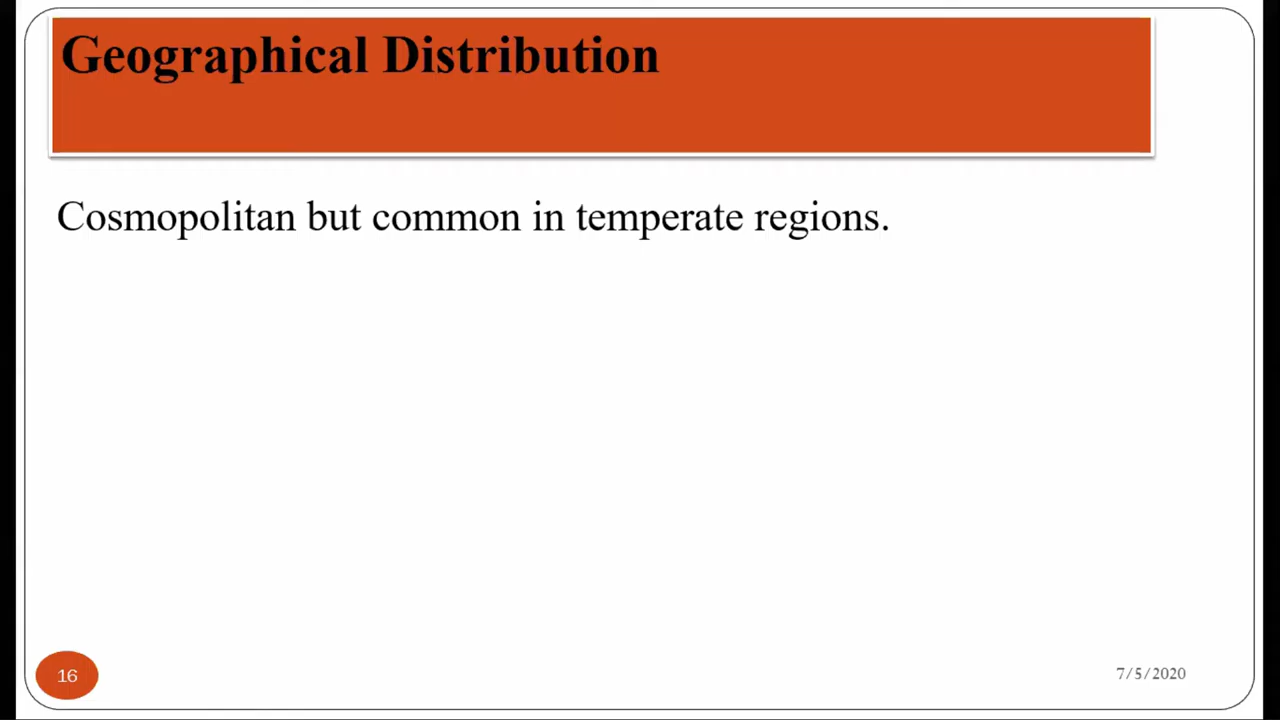 Geographical Distribution
Cosmopolitan but common in temperate regions.
16
7/5/2020